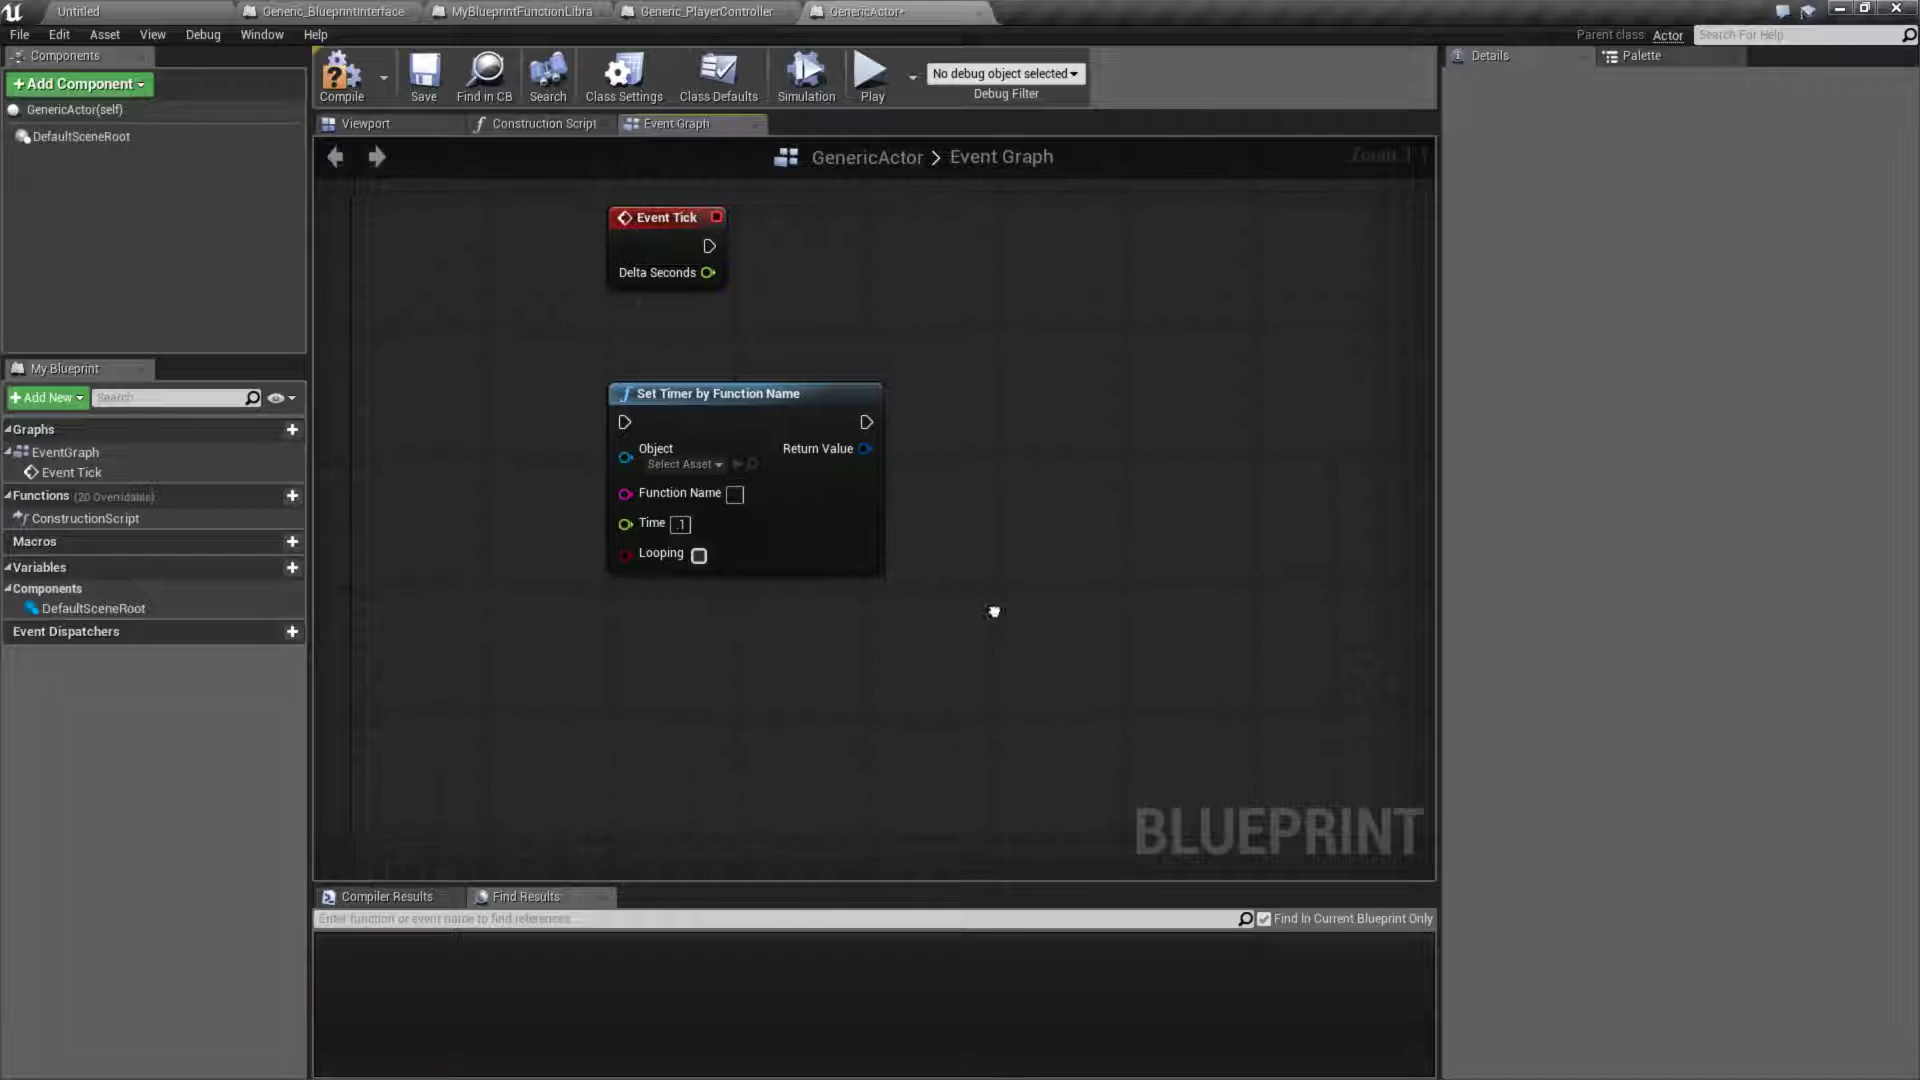 Untitled
Generic_BlueprintInterface
MyBlueprintFunctionLibra
Generic_PlayerController
GenericActor*
File Edit Asset View Debug Window Help
Parent class: Actor
Search For Help
Components
+ Add Component
GenericActor(self)
DefaultSceneRoot
Compile
Save
Find in CB
Search
Class Settings
Class Defaults
Simulation
Play
No debug object selected
Debug Filter
Details
Palette
Viewport
Construction Script
Event Graph
GenericActor > Event Graph
Event Tick
Delta Seconds
Set Timer by Function Name
Object
Select Asset
Return Value
Function Name
Time .1
Looping
BLUEPRINT
My Blueprint
+ Add New
Search
Graphs
EventGraph
Event Tick
Functions (20 Overridable)
ConstructionScript
Macros
Variables
Components
DefaultSceneRoot
Event Dispatchers
Compiler Results
Find Results
Enter function or event name to find references
Find In Current Blueprint Only